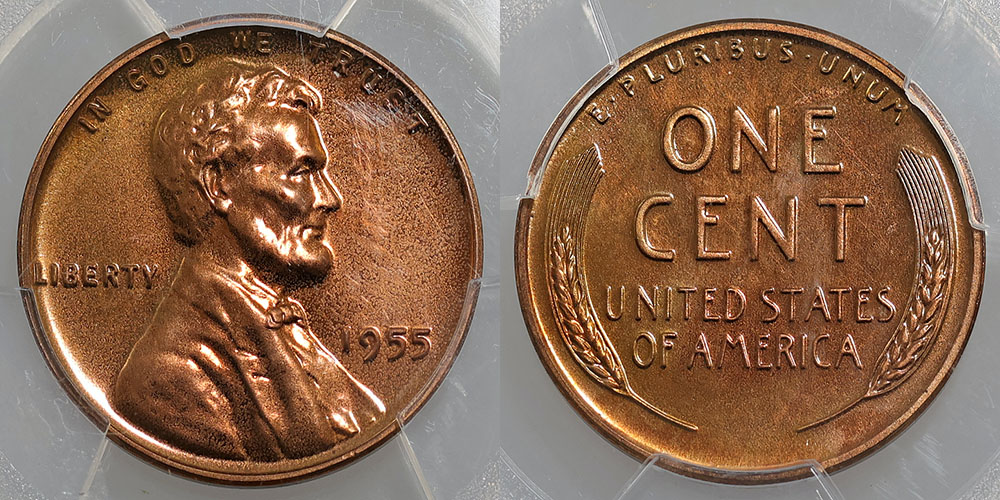 IN GOD WE TRUST
LIBERTY
1955
E · PLURIBUS · UNUM
ONE
CENT
UNITED STATES
OF AMERICA